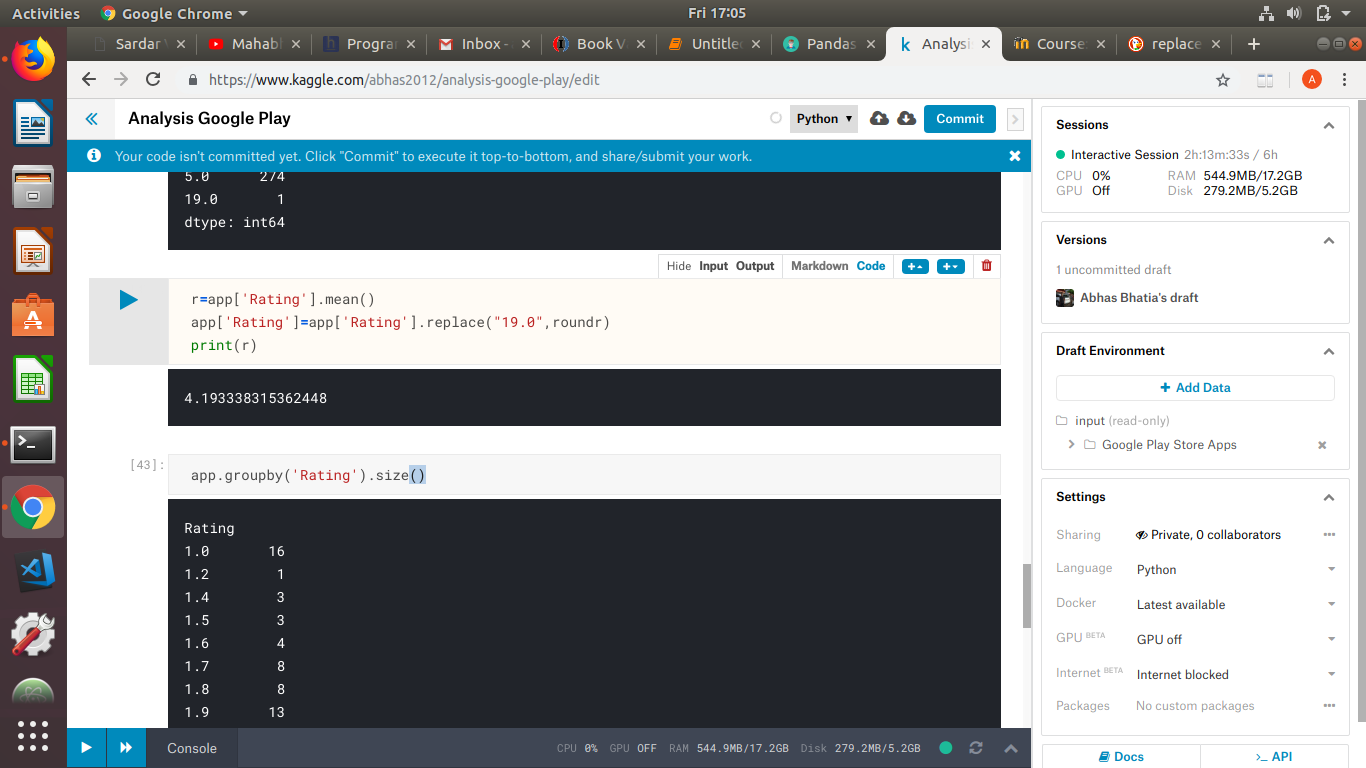 Activities Google Chrome Fri 17:05
Sardar Mahabl Progra Inbox - Book V Untitle Pandas Analysi Course replace
https://www.kaggle.com/abhas2012/analysis-google-play/edit A
Analysis Google Play Python Commit
Your code isn't committed yet. Click "Commit" to execute it top-to-bottom, and share/submit your work.
5.0 274
19.0 1
dtype: int64
Hide Input Output Markdown Code
r=app['Rating'].mean()
app['Rating']=app['Rating'].replace("19.0",roundr)
print(r)
4.193338315362448
[43]:
app.groupby('Rating').size()
Rating
1.0 16
1.2 1
1.4 3
1.5 3
1.6 4
1.7 8
1.8 8
1.9 13
Console CPU 0% GPU OFF RAM 544.9MB/17.2GB Disk 279.2MB/5.2GB
Sessions
Interactive Session 2h:13m:33s / 6h
CPU 0% RAM 544.9MB/17.2GB
GPU Off Disk 279.2MB/5.2GB
Versions
1 uncommitted draft
Abhas Bhatia's draft
Draft Environment
+ Add Data
input (read-only)
Google Play Store Apps
Settings
Sharing Private, 0 collaborators
Language Python
Docker Latest available
GPU BETA GPU off
Internet BETA Internet blocked
Packages No custom packages
Docs >_ API